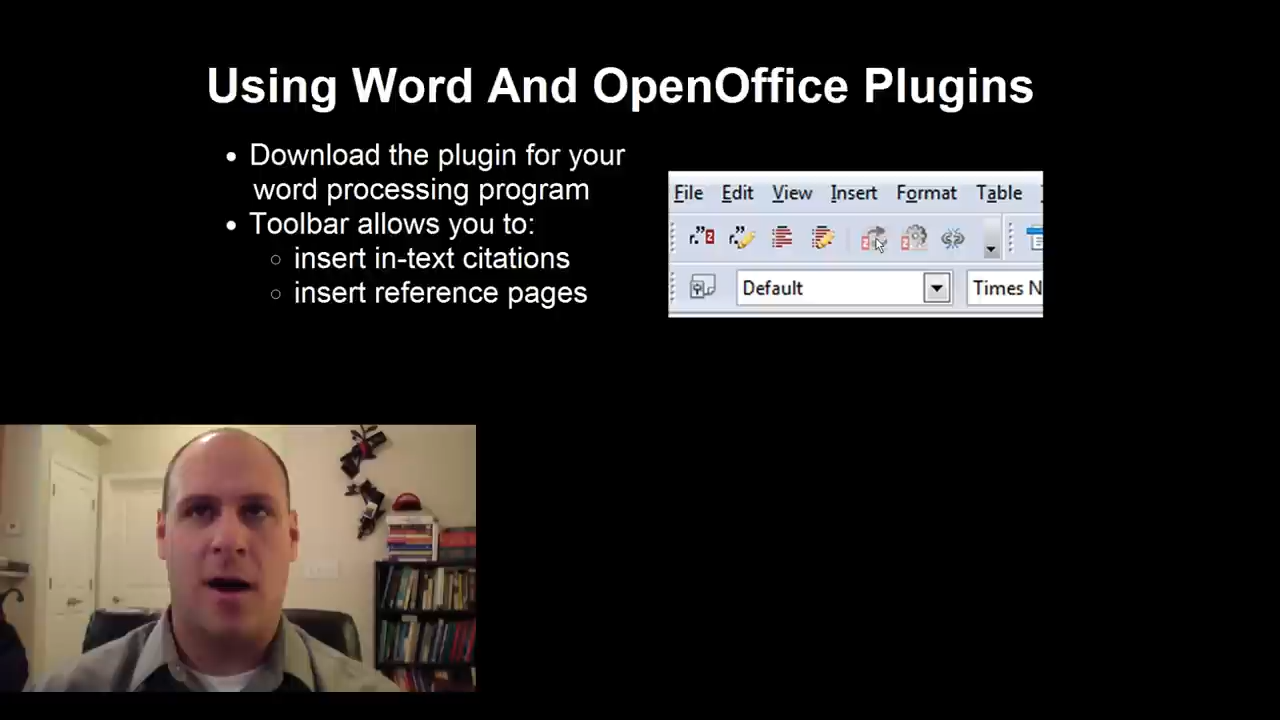 Using Word And OpenOffice Plugins
• Download the plugin for your
word processing program
• Toolbar allows you to:
○ insert in-text citations
○ insert reference pages
File Edit View Insert Format Table
Default Times N